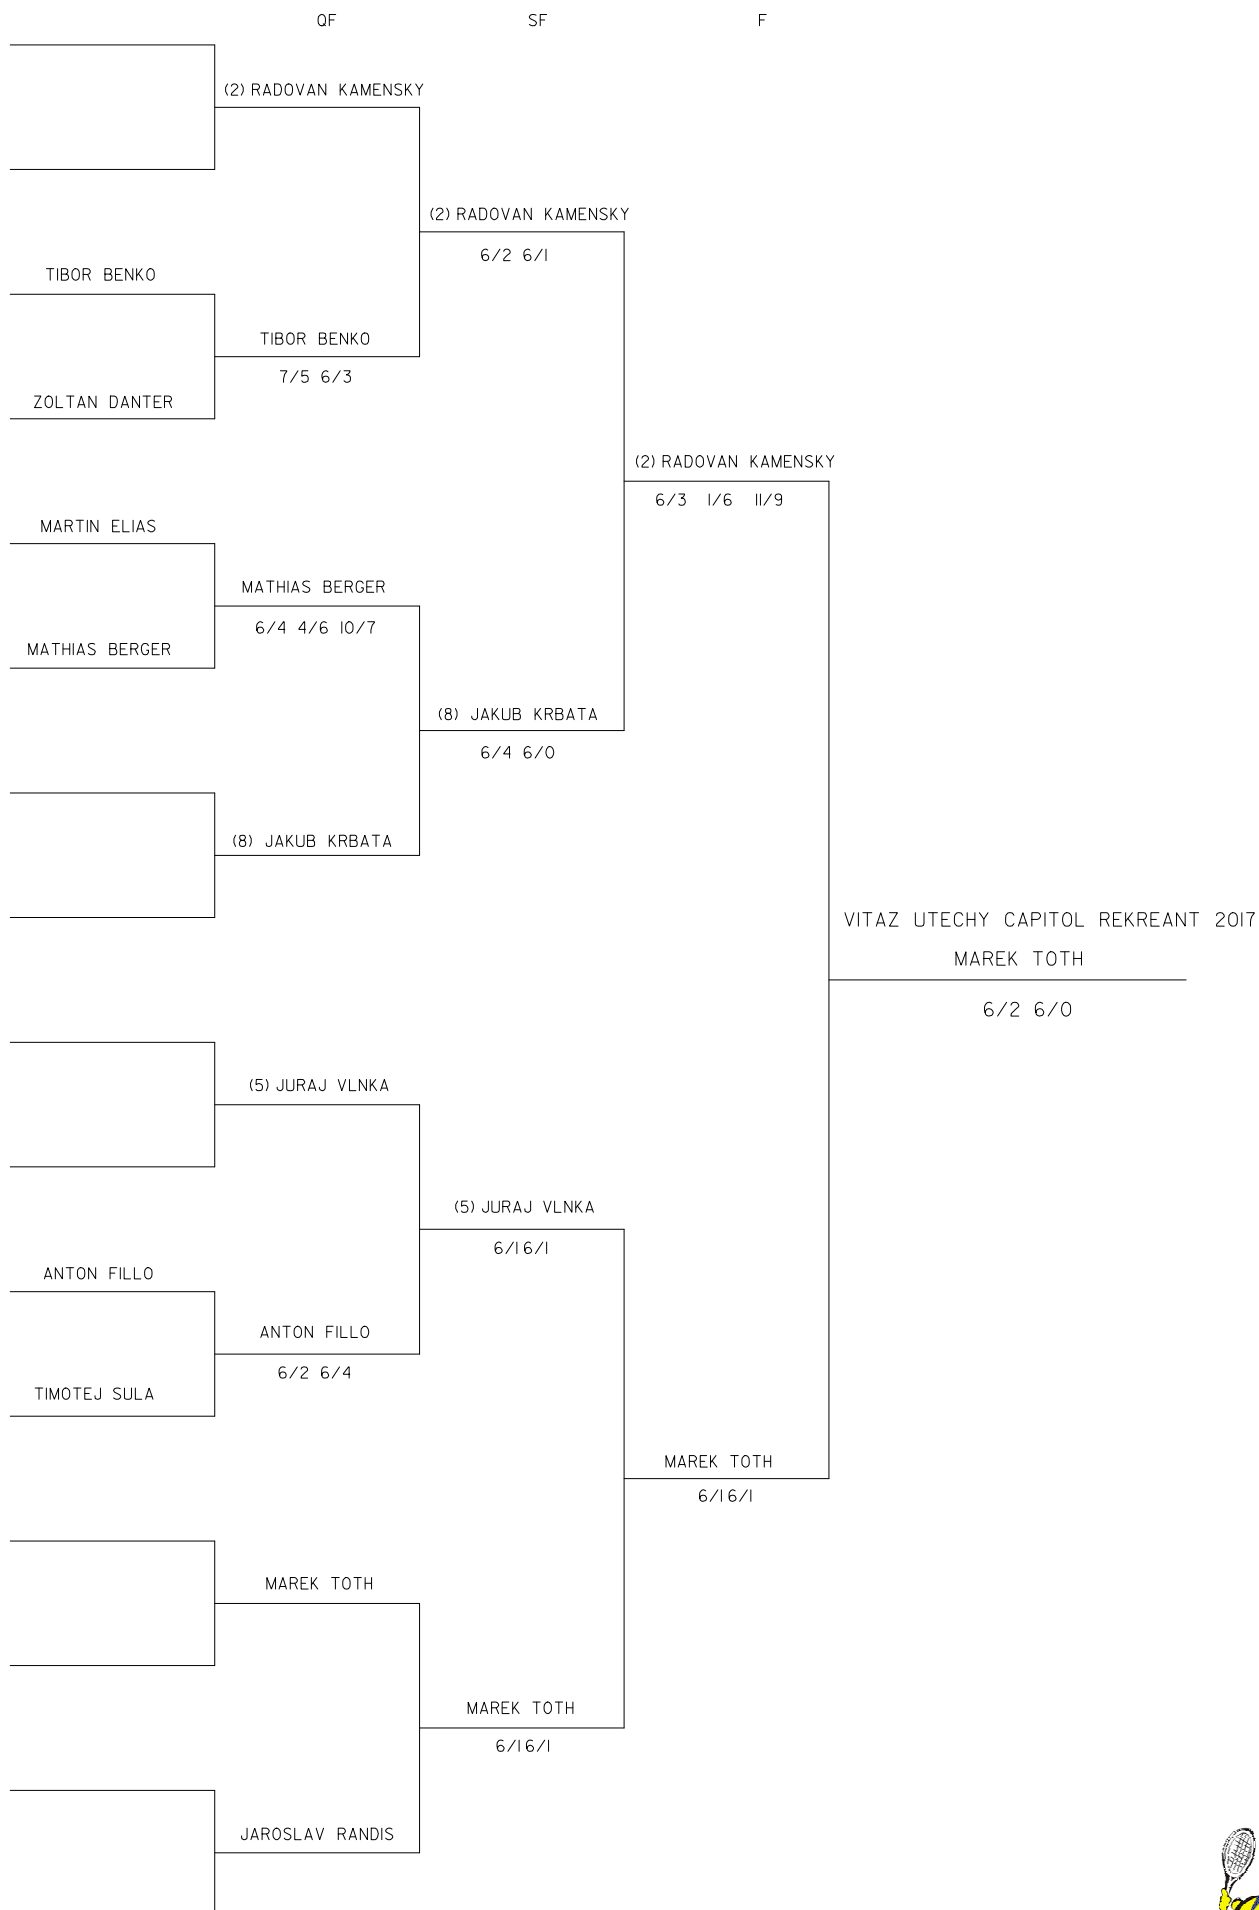 QF SF F
(2) RADOVAN KAMENSKY
(2) RADOVAN KAMENSKY
6/2 6/1
TIBOR BENKO
TIBOR BENKO
7/5 6/3
ZOLTAN DANTER
(2) RADOVAN KAMENSKY
6/3 1/6 11/9
MARTIN ELIAS
MATHIAS BERGER
6/4 4/6 10/7
MATHIAS BERGER
(8) JAKUB KRBATA
6/4 6/0
(8) JAKUB KRBATA
VITAZ UTECHY CAPITOL REKREANT 2017
MAREK TOTH
6/2 6/0
(5) JURAJ VLNKA
(5) JURAJ VLNKA
6/1 6/1
ANTON FILLO
ANTON FILLO
6/2 6/4
TIMOTEJ SULA
MAREK TOTH
6/1 6/1
MAREK TOTH
MAREK TOTH
6/1 6/1
JAROSLAV RANDIS